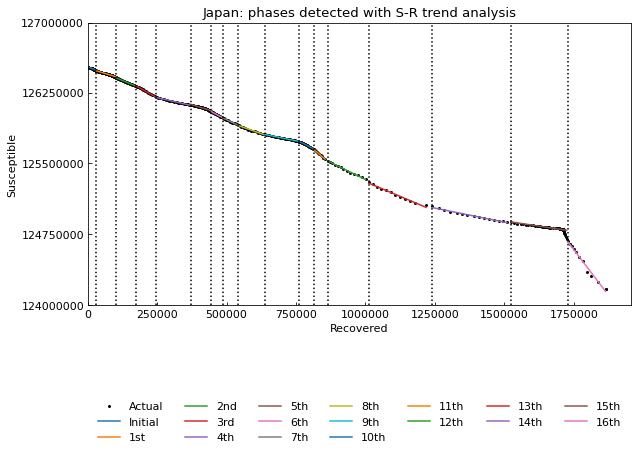 Japan: phases detected with S-R trend analysis
127000000
126250000
125500000
124750000
124000000
Susceptible
0 250000 500000 750000 1000000 1250000 1500000 1750000
Recovered
Actual 2nd 5th 8th 11th 13th 15th
Initial 3rd 6th 9th 12th 14th 16th
1st 4th 7th 10th